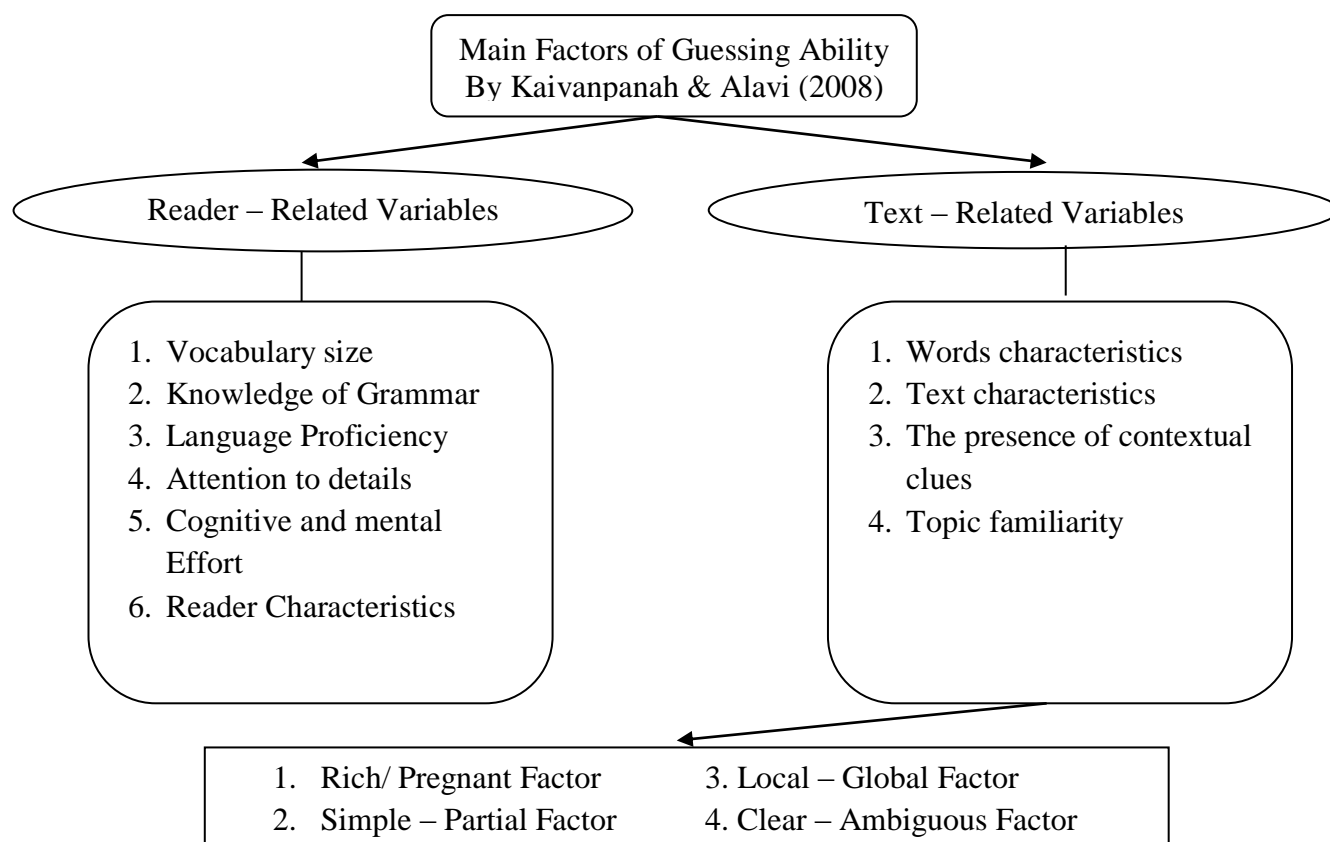 Main Factors of Guessing Ability
By Kaivanpanah & Alavi (2008)
Reader – Related Variables
Text – Related Variables
1. Vocabulary size
2. Knowledge of Grammar
3. Language Proficiency
4. Attention to details
5. Cognitive and mental
Effort
6. Reader Characteristics
1. Words characteristics
2. Text characteristics
3. The presence of contextual
clues
4. Topic familiarity
1. Rich/ Pregnant Factor
2. Simple – Partial Factor
3. Local – Global Factor
4. Clear – Ambiguous Factor